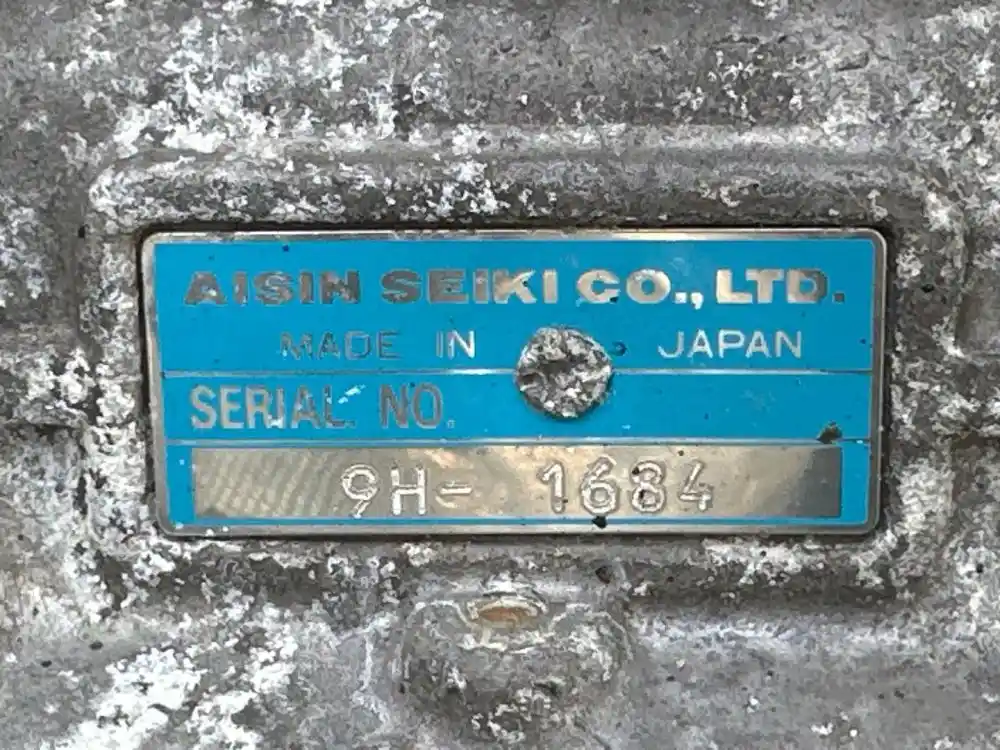 AISIN SEIKI CO., LTD.
MADE IN JAPAN
SERIAL NO.
9H- 1684